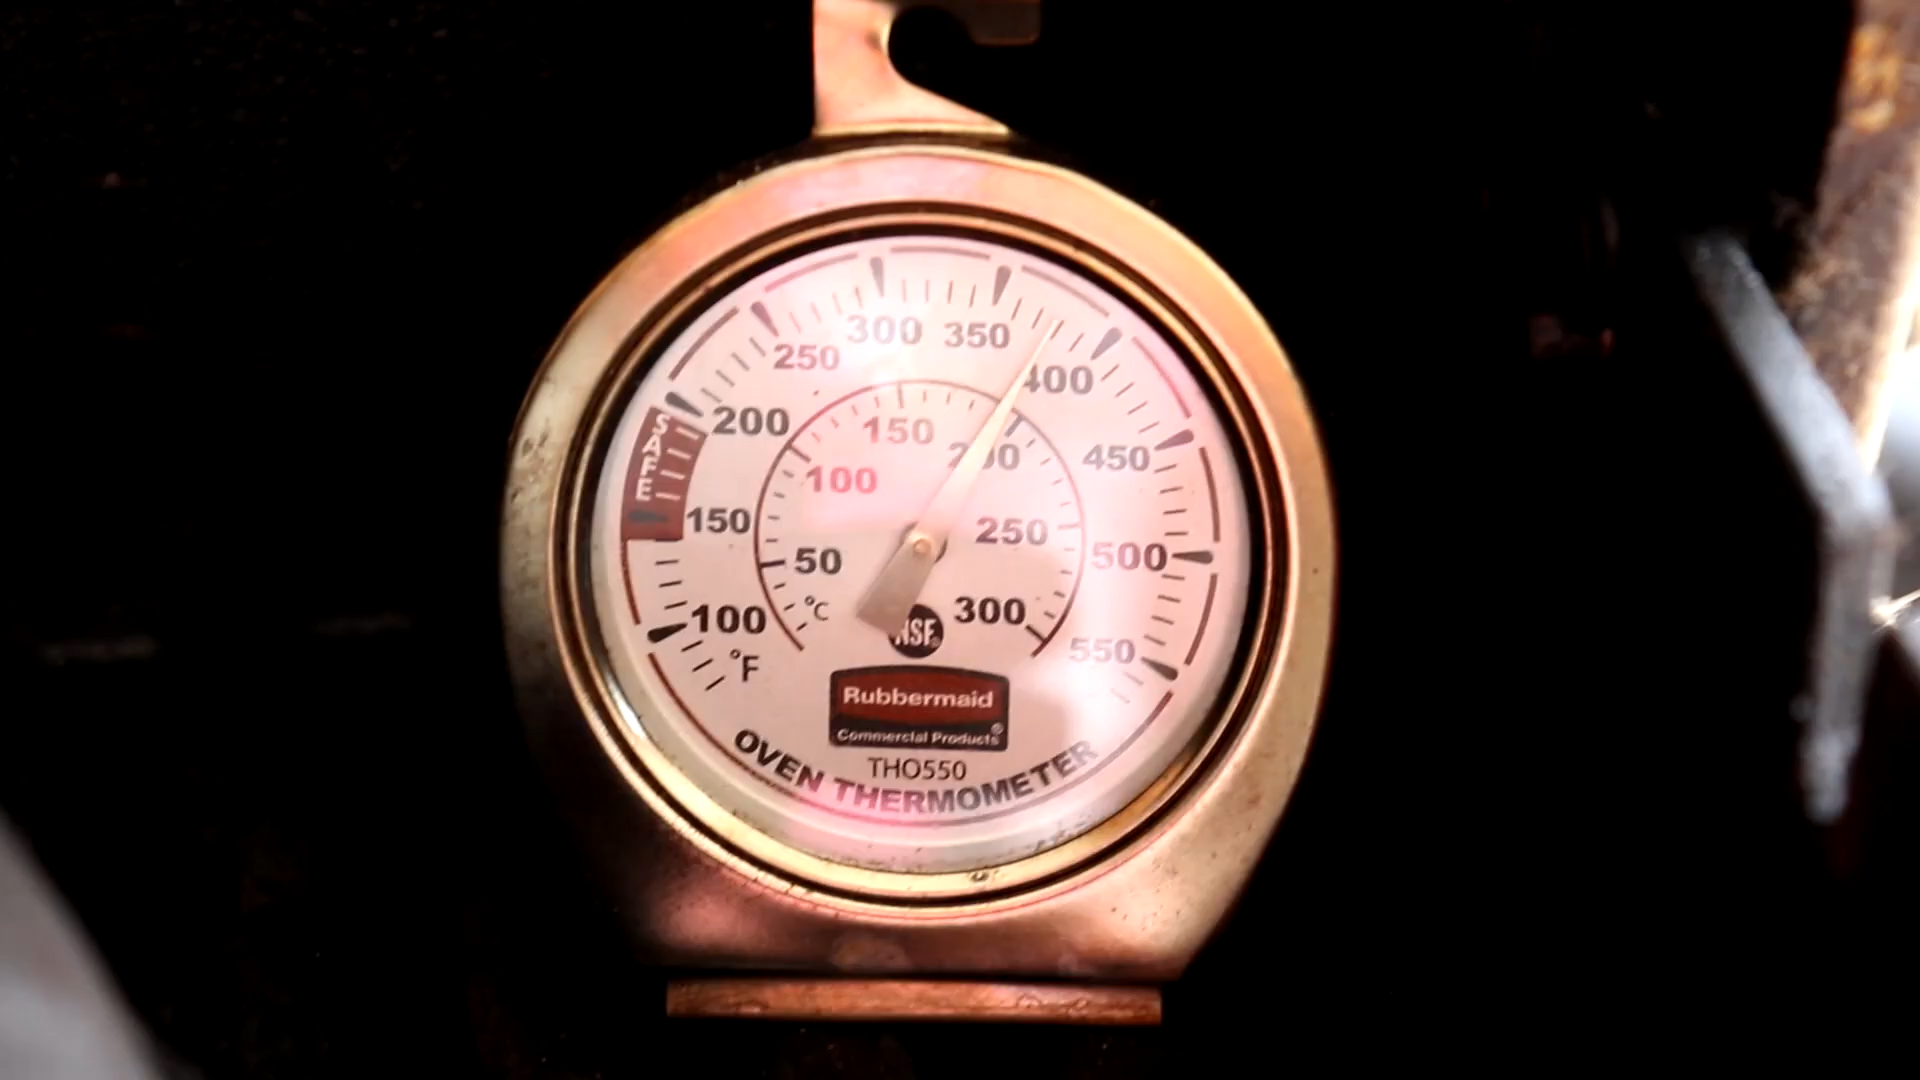 300 350
250 400
200 450
SAFE
150 500
100 550
°F
150 200
100 250
50 300
°C
NSF®
Rubbermaid
Commercial Products®
THO550
OVEN THERMOMETER